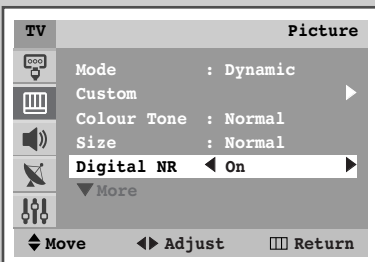 TV Picture
Mode : Dynamic
Custom
Colour Tone : Normal
Size : Normal
Digital NR On
More
Move Adjust Return